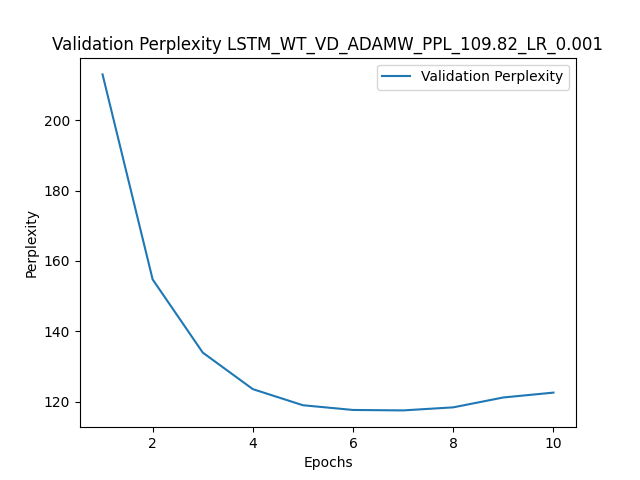 Validation Perplexity LSTM_WT_VD_ADAMW_PPL_109.82_LR_0.001
Validation Perplexity
200
180
160
140
120
Perplexity
2
4
6
8
10
Epochs